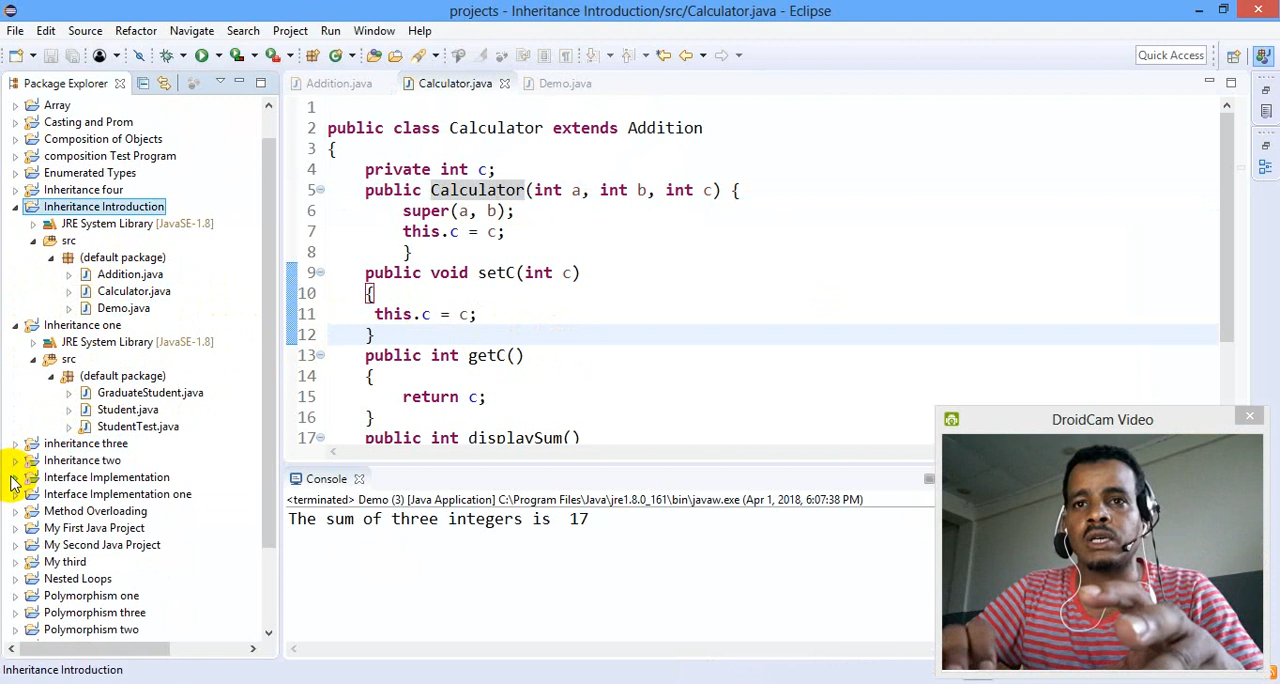 projects - Inheritance Introduction/src/Calculator.java - Eclipse
File Edit Source Refactor Navigate Search Project Run Window Help
Quick Access
Package Explorer
Array
Casting and Prom
Composition of Objects
composition Test Program
Enumerated Types
Inheritance four
Inheritance Introduction
JRE System Library [JavaSE-1.8]
src
(default package)
Addition.java
Calculator.java
Demo.java
Inheritance one
JRE System Library [JavaSE-1.8]
src
(default package)
GraduateStudent.java
Student.java
StudentTest.java
inheritance three
Inheritance two
Interface Implementation
Interface Implementation one
Method Overloading
My First Java Project
My Second Java Project
My third
Nested Loops
Polymorphism one
Polymorphism three
Polymorphism two
Addition.java Calculator.java Demo.java
1
2 public class Calculator extends Addition
3 {
4 private int c;
5 public Calculator(int a, int b, int c) {
6 super(a, b);
7 this.c = c;
8 }
9 public void setC(int c)
10 {
11 this.c = c;
12 }
13 public int getC()
14 {
15 return c;
16 }
17 public int displaySum()
Console
<terminated> Demo (3) [Java Application] C:\Program Files\Java\jre1.8.0_161\bin\javaw.exe (Apr 1, 2018, 6:07:38 PM)
The sum of three integers is  17
DroidCam Video
Inheritance Introduction